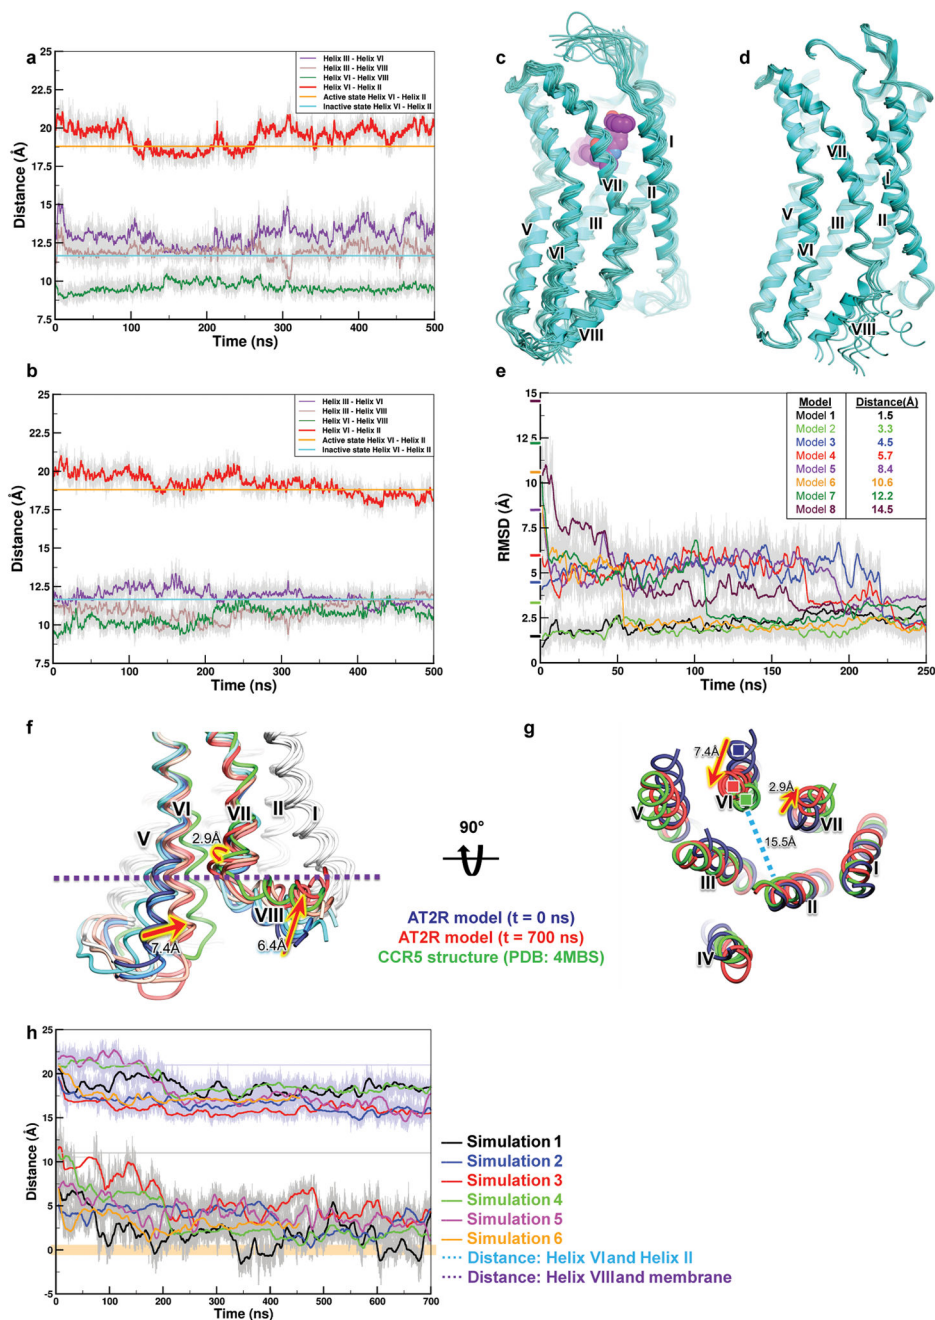 a
25
22.5
20
17.5
15
12.5
10
7.5
Distance (Å)
0
100
200
300
400
500
Time (ns)
Helix III - Helix VI
Helix III - Helix VIII
Helix VI - Helix VIII
Helix VI - Helix II
Active state Helix VI - Helix II
Inactive state Helix VI - Helix II
c
I
VII
II
III
V
VI
VIII
d
VII
I
V
III
II
VI
VIII
b
25
22.5
20
17.5
15
12.5
10
7.5
Distance (Å)
0
100
200
300
400
500
Time (ns)
Helix III - Helix VI
Helix III - Helix VIII
Helix VI - Helix VIII
Helix VI - Helix II
Active state Helix VI - Helix II
Inactive state Helix VI - Helix II
e
15
12.5
10
7.5
5
2.5
0
RMSD (Å)
0
50
100
150
200
250
Time (ns)
Model Distance(Å)
Model 1 1.5
Model 2 3.3
Model 3 4.5
Model 4 5.7
Model 5 8.4
Model 6 10.6
Model 7 12.2
Model 8 14.5
f
VI
V
VII
II
I
2.9Å
VIII
7.4Å
6.4Å
90°
AT2R model (t = 0 ns)
AT2R model (t = 700 ns)
CCR5 structure (PDB: 4MBS)
g
7.4Å
2.9Å
V
VI
VII
15.5Å
III
I
II
IV
h
25
20
15
10
5
0
-5
Distance (Å)
0
100
200
300
400
500
600
700
Time (ns)
Simulation 1
Simulation 2
Simulation 3
Simulation 4
Simulation 5
Simulation 6
Distance: Helix VI and Helix II
Distance: Helix VIII and membrane